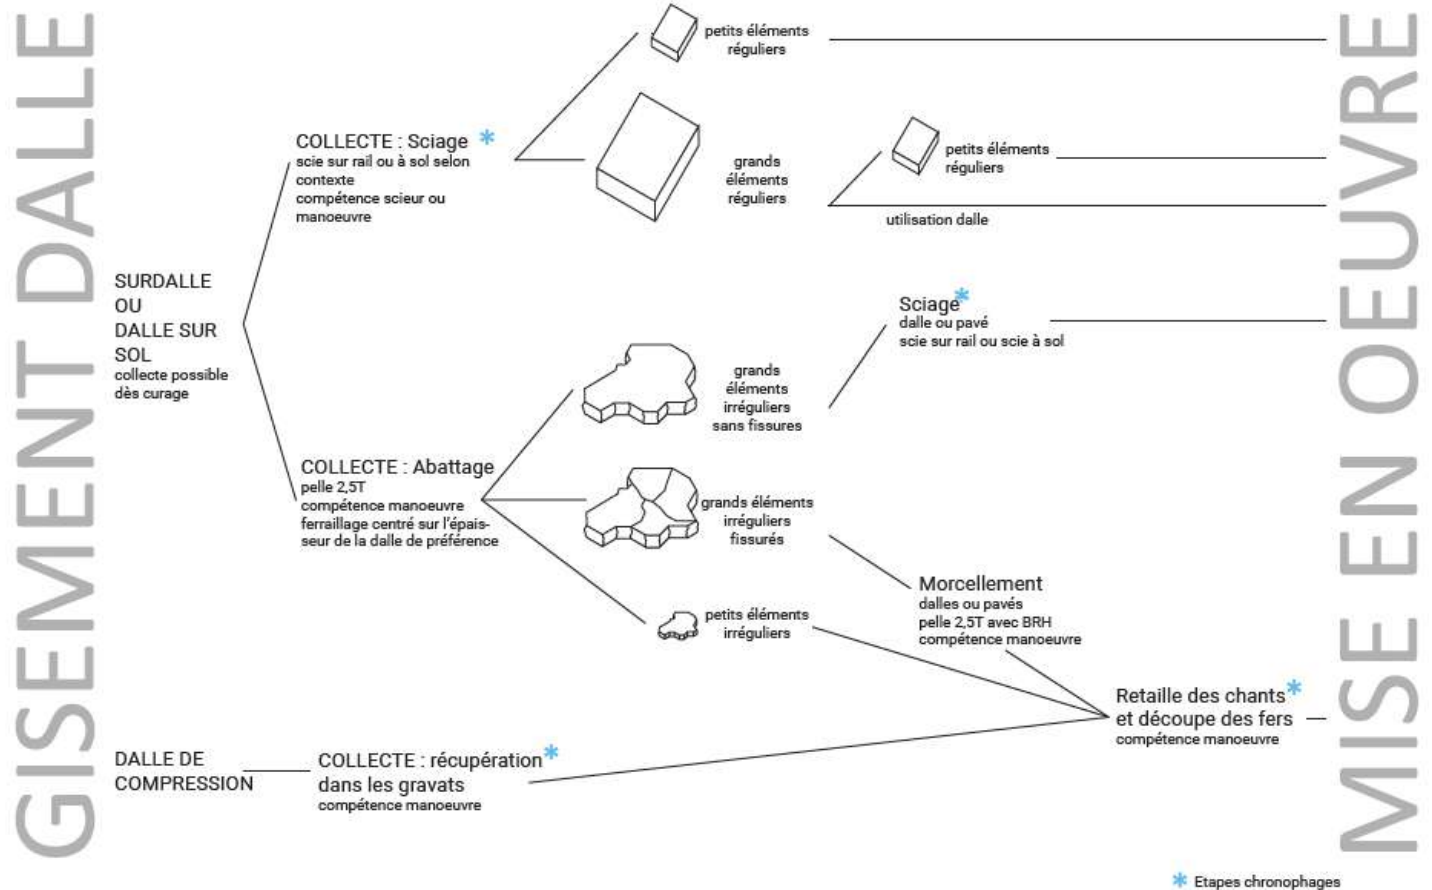 GISEMENT DALLE
SURDALLE
OU
DALLE SUR
SOL
collecte possible
dès curage
COLLECTE : Sciage *
scie sur rail ou à sol selon
contexte
compétence scieur ou
manoeuvre
petits éléments
réguliers
grands
éléments
réguliers
petits éléments
réguliers
utilisation dalle
COLLECTE : Abattage
pelle 2,5T
compétence manoeuvre
ferraillage centré sur l'épais-
seur de la dalle de préférence
grands
éléments
irréguliers
sans fissures
Sciage*
dalle ou pavé
scie sur rail ou scie à sol
grands éléments
irréguliers
fissurés
petits éléments
irréguliers
Morcellement
dalles ou pavés
pelle 2,5T avec BRH
compétence manoeuvre
DALLE DE
COMPRESSION
COLLECTE : récupération*
dans les gravats
compétence manoeuvre
Retaille des chants*
et découpe des fers
compétence manoeuvre
MISE EN OEUVRE
* Etapes chronophages